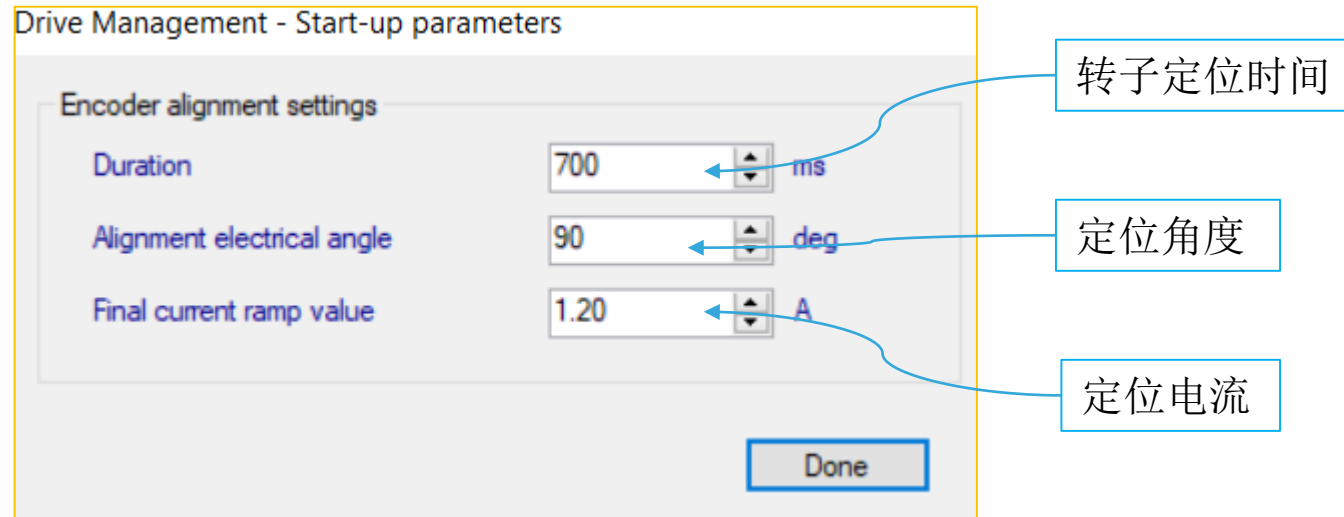 Drive Management - Start-up parameters
Encoder alignment settings
Duration 700 ms
转子定位时间
Alignment electrical angle 90 deg
定位角度
Final current ramp value 1.20 A
定位电流
Done